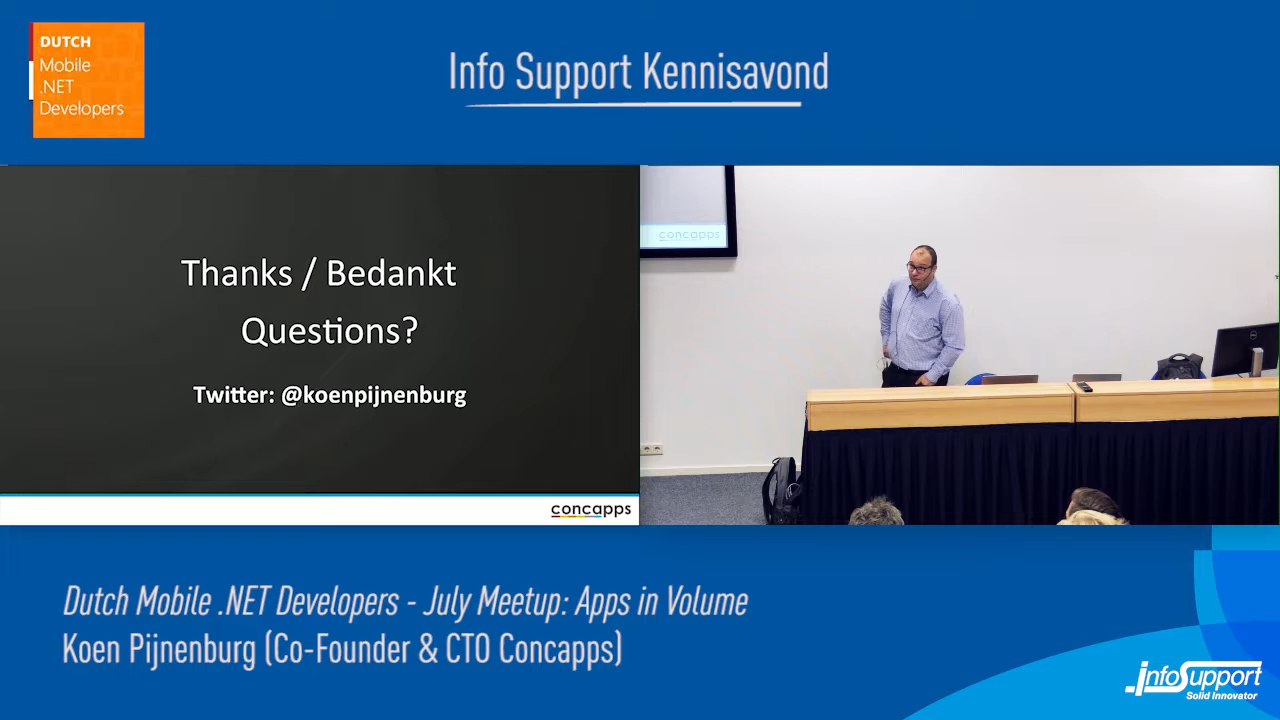 DUTCH
Mobile
.NET
Developers
Info Support Kennisavond
Thanks / Bedankt
Questions?
Twitter: @koenpijnenburg
concapps
concapps
DELL
Dutch Mobile .NET Developers - July Meetup: Apps in Volume
Koen Pijnenburg (Co-Founder & CTO Concapps)
infoSupport
Solid Innovator